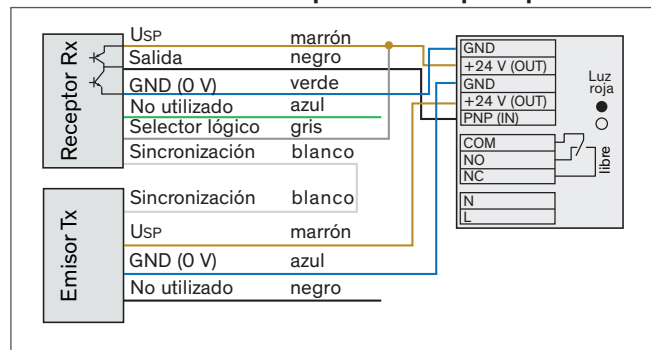 Receptor Rx
USP marrón
Salida negro
GND (0 V) verde
No utilizado azul
Selector lógico gris
Sincronización blanco
Emisor Tx
Sincronización blanco
USP marrón
GND (0 V) azul
No utilizado negro
GND
+24 V (OUT)
GND
+24 V (OUT)
PNP (IN)
COM
NO
NC
N
L
Luz
roja
libre